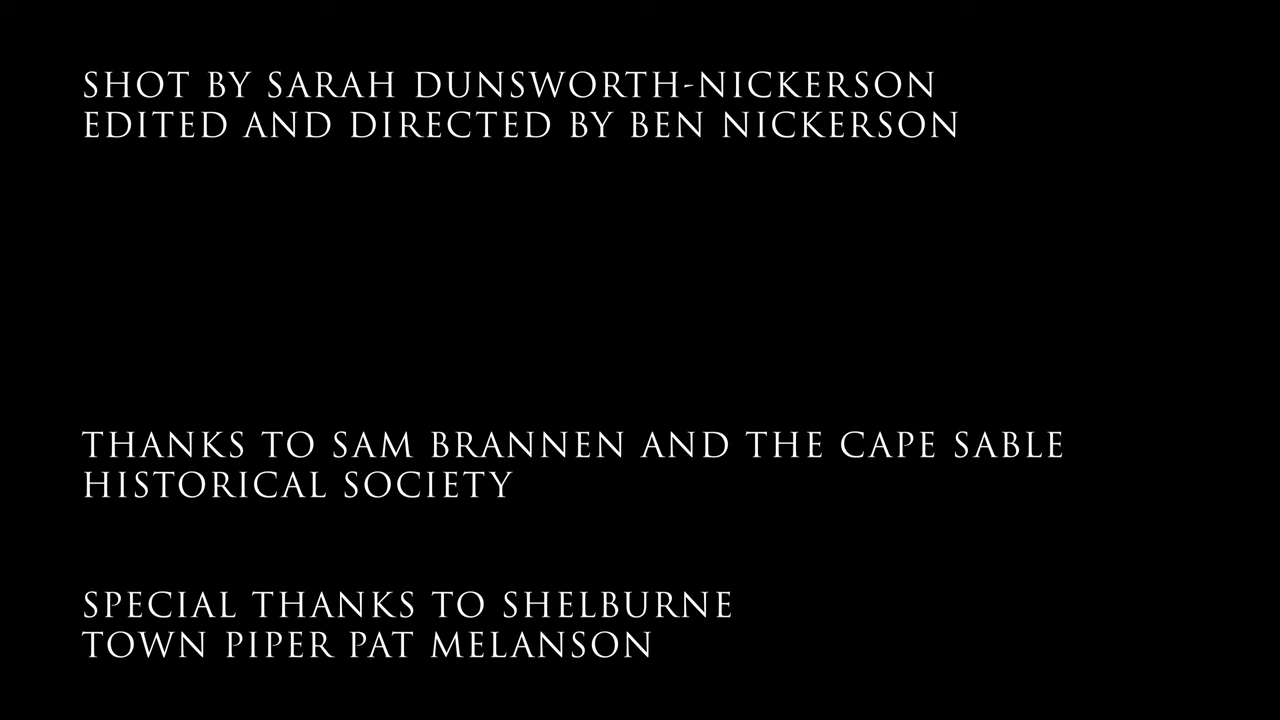 SHOT BY SARAH DUNSWORTH-NICKERSON
EDITED AND DIRECTED BY BEN NICKERSON
THANKS TO SAM BRANNEN AND THE CAPE SABLE
HISTORICAL SOCIETY
SPECIAL THANKS TO SHELBURNE
TOWN PIPER PAT MELANSON